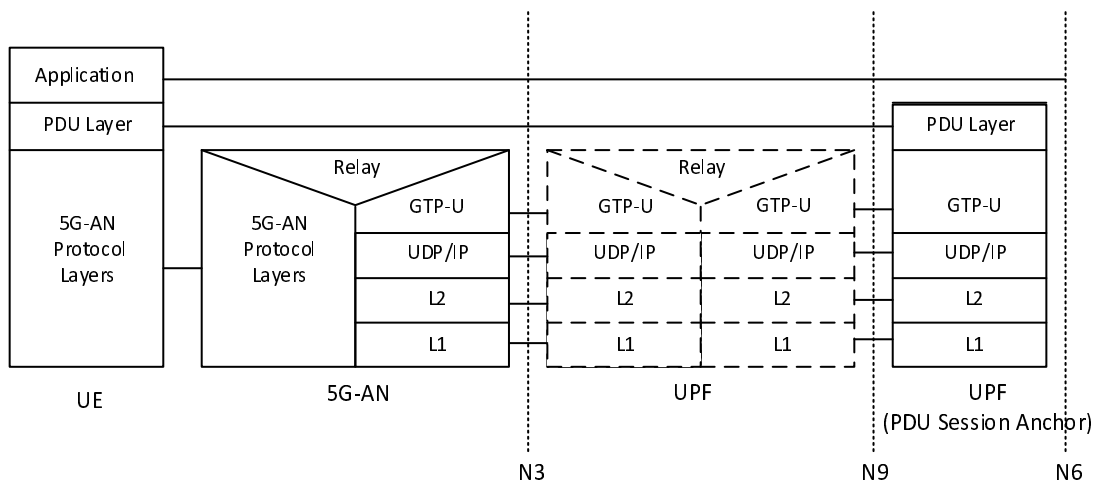 Application
PDU Layer
PDU Layer
Relay
Relay
5G-AN
Protocol
Layers
5G-AN
Protocol
Layers
GTP-U
GTP-U
GTP-U
GTP-U
UDP/IP
UDP/IP
UDP/IP
UDP/IP
L2
L2
L2
L2
L1
L1
L1
L1
UE
5G-AN
UPF
UPF
(PDU Session Anchor)
N3
N9
N6